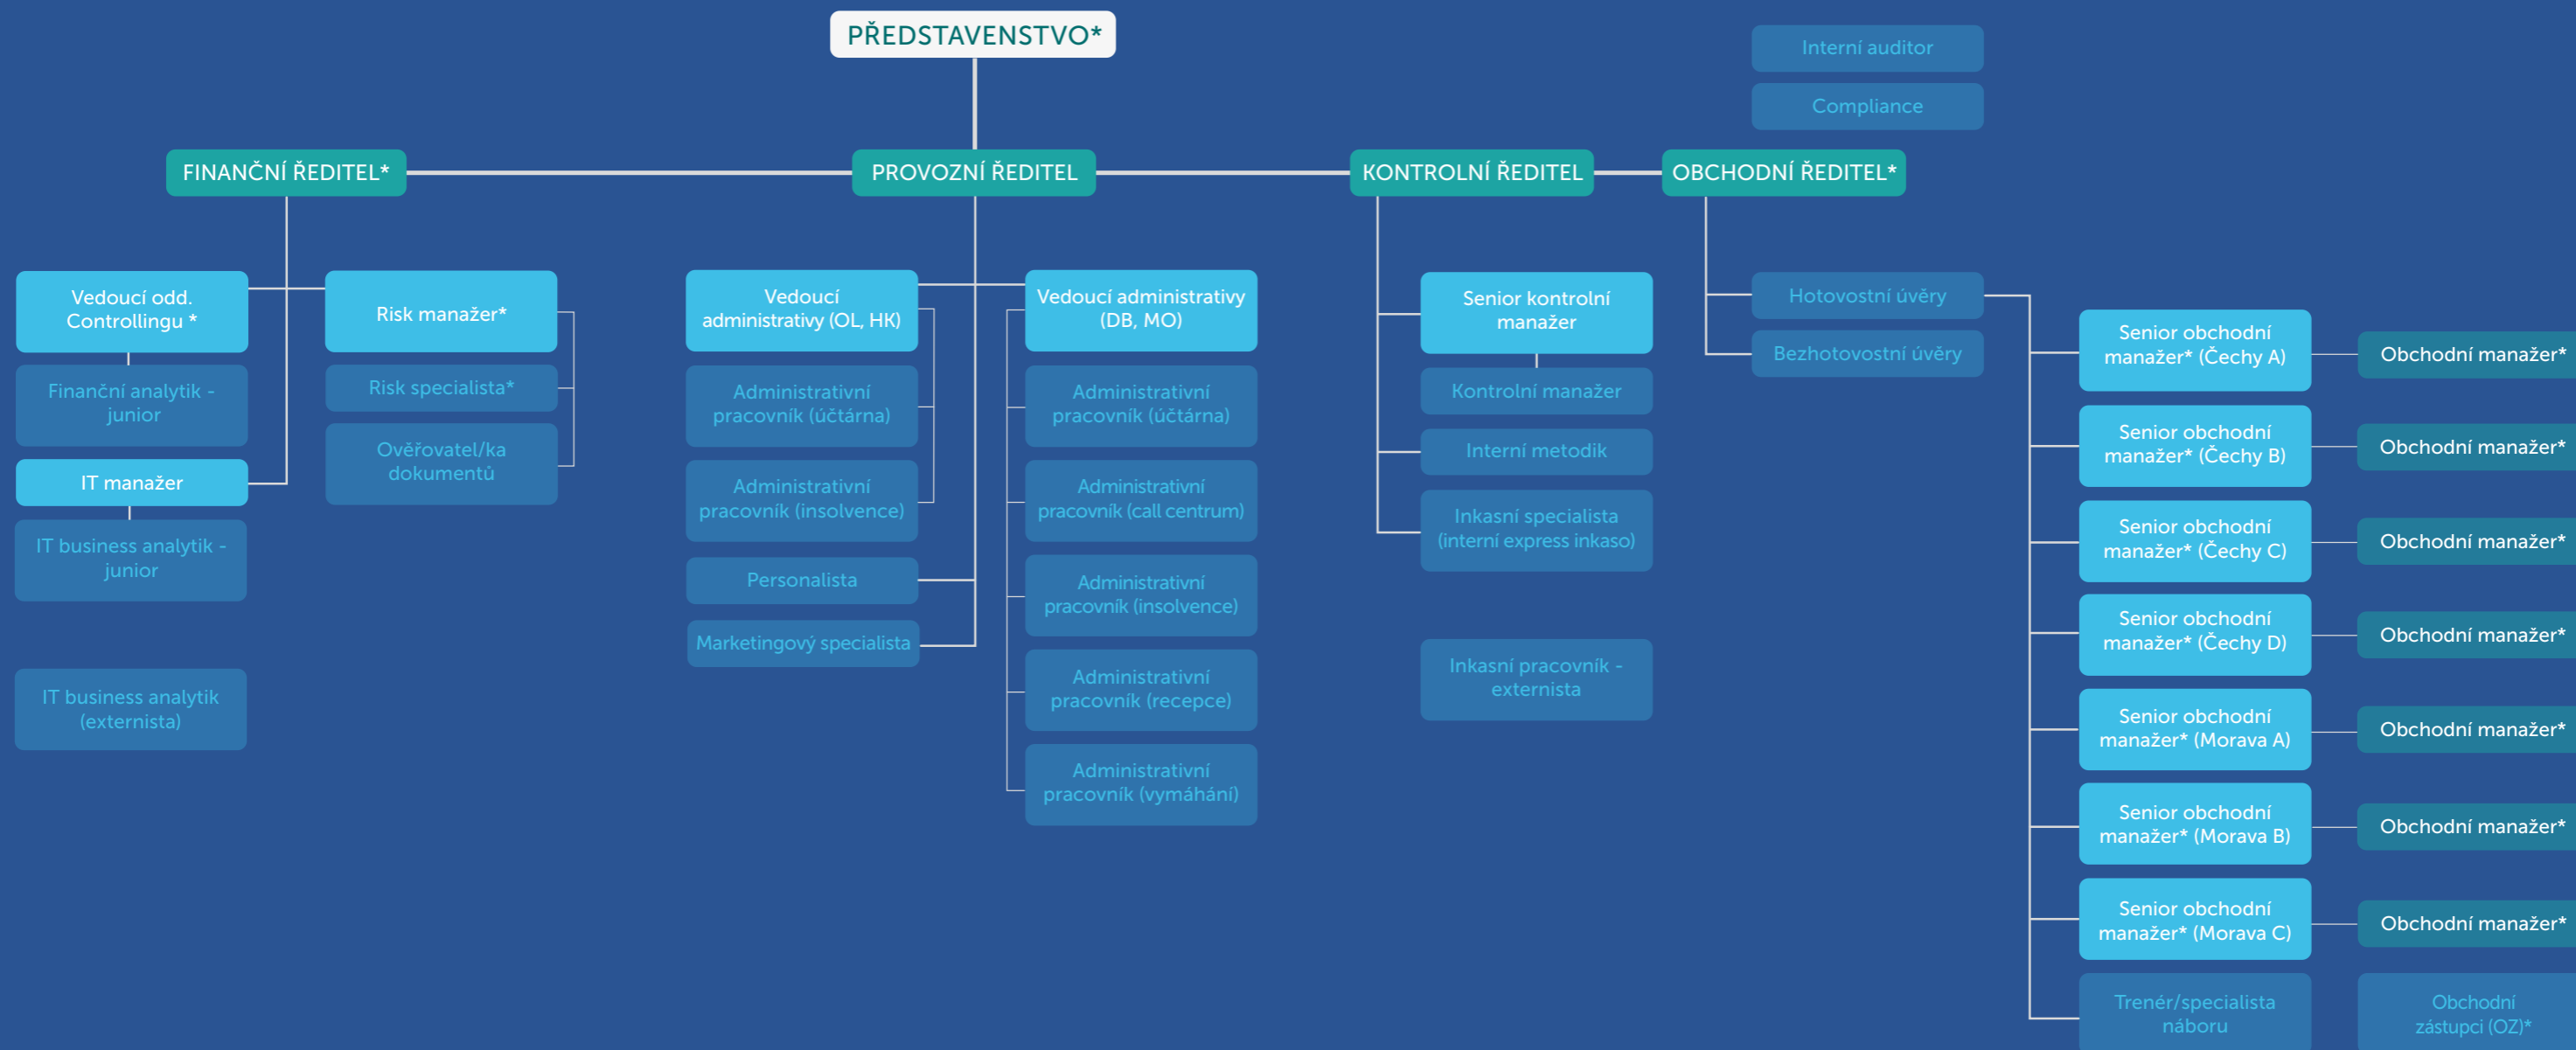 PŘEDSTAVENSTVO*
Interní auditor
Compliance
FINANČNÍ ŘEDITEL*
PROVOZNÍ ŘEDITEL
KONTROLNÍ ŘEDITEL
OBCHODNÍ ŘEDITEL*
Vedoucí odd.
Controllingu *
Finanční analytik -
junior
IT manažer
IT business analytik -
junior
IT business analytik
(externista)
Risk manažer*
Risk specialista*
Ověřovatel/ka
dokumentů
Vedoucí
administrativy (OL, HK)
Administrativní
pracovník (účtárna)
Administrativní
pracovník (insolvence)
Personalista
Marketingový specialista
Vedoucí administrativy
(DB, MO)
Administrativní
pracovník (účtárna)
Administrativní
pracovník (call centrum)
Administrativní
pracovník (insolvence)
Administrativní
pracovník (recepce)
Administrativní
pracovník (vymáhání)
Senior kontrolní
manažer
Kontrolní manažer
Interní metodik
Inkasní specialista
(interní express inkaso)
Inkasní pracovník -
externista
Hotovostní úvěry
Bezhotovostní úvěry
Senior obchodní
manažer* (Čechy A)
Obchodní manažer*
Senior obchodní
manažer* (Čechy B)
Obchodní manažer*
Senior obchodní
manažer* (Čechy C)
Obchodní manažer*
Senior obchodní
manažer* (Čechy D)
Obchodní manažer*
Senior obchodní
manažer* (Morava A)
Obchodní manažer*
Senior obchodní
manažer* (Morava B)
Obchodní manažer*
Senior obchodní
manažer* (Morava C)
Obchodní manažer*
Trenér/specialista
náboru
Obchodní
zástupci (OZ)*